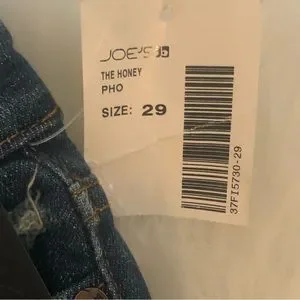 JOE'S
THE HONEY
PHO
SIZE: 29
37FI5730-29